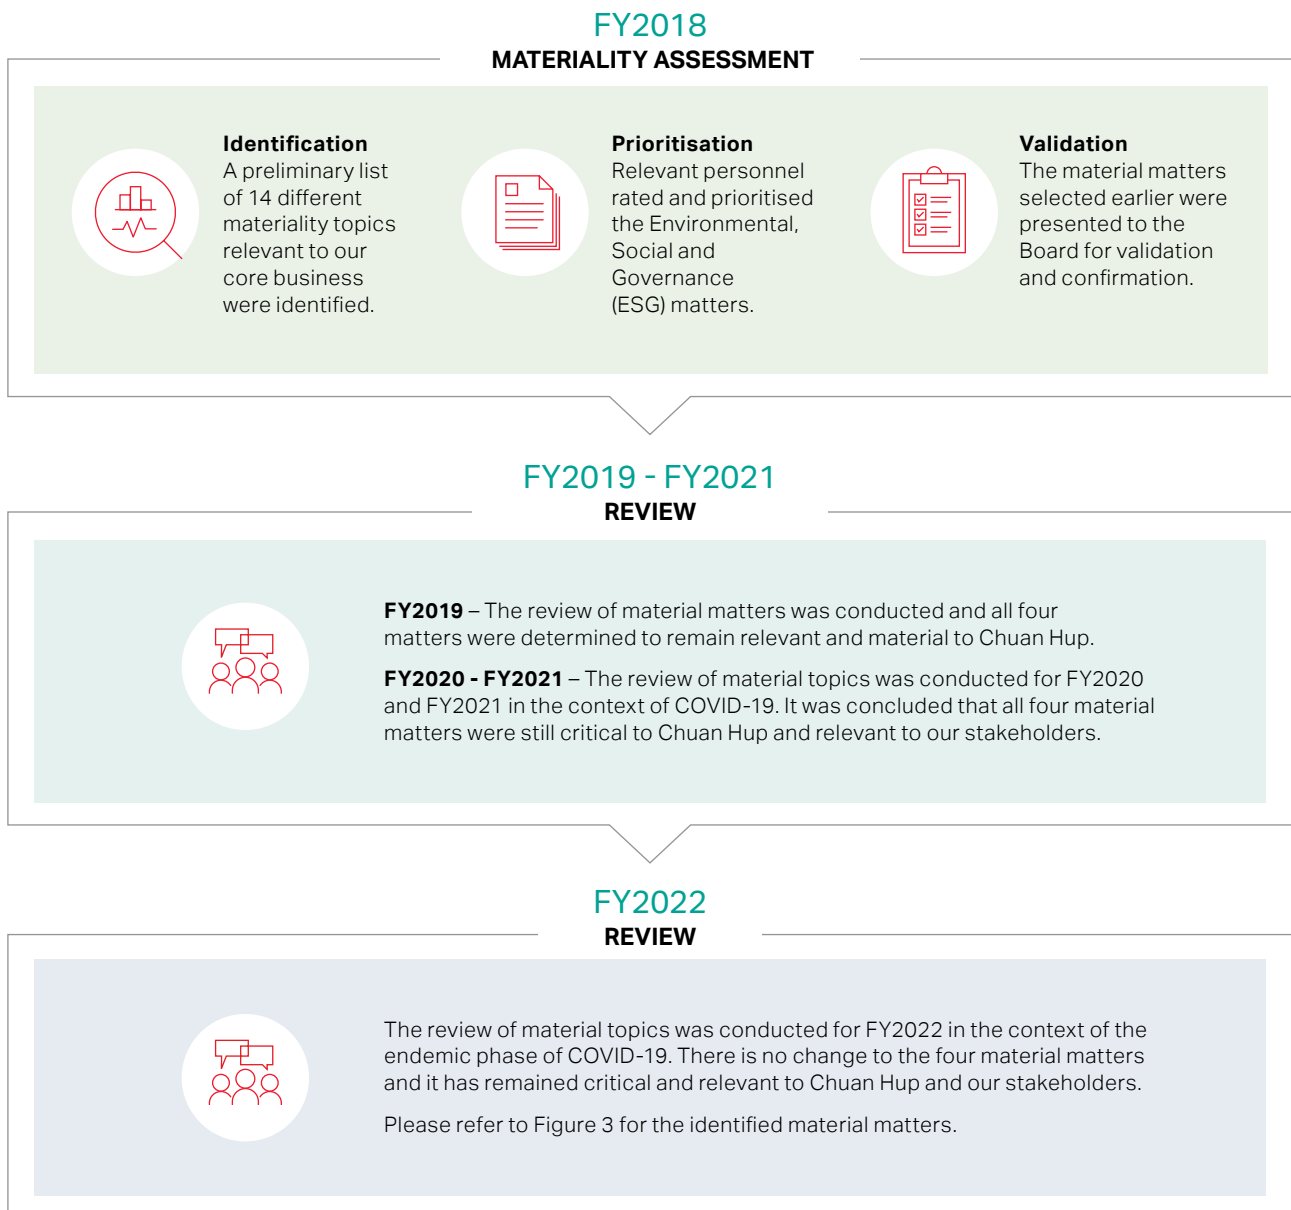 FY2018
MATERIALITY ASSESSMENT
Identification
A preliminary list
of 14 different
materiality topics
relevant to our
core business
were identified.
Prioritisation
Relevant personnel
rated and prioritised
the Environmental,
Social and
Governance
(ESG) matters.
Validation
The material matters
selected earlier were
presented to the
Board for validation
and confirmation.
FY2019 - FY2021
REVIEW
FY2019 – The review of material matters was conducted and all four
matters were determined to remain relevant and material to Chuan Hup.
FY2020 - FY2021 – The review of material topics was conducted for FY2020
and FY2021 in the context of COVID-19. It was concluded that all four material
matters were still critical to Chuan Hup and relevant to our stakeholders.
FY2022
REVIEW
The review of material topics was conducted for FY2022 in the context of the
endemic phase of COVID-19. There is no change to the four material matters
and it has remained critical and relevant to Chuan Hup and our stakeholders.
Please refer to Figure 3 for the identified material matters.